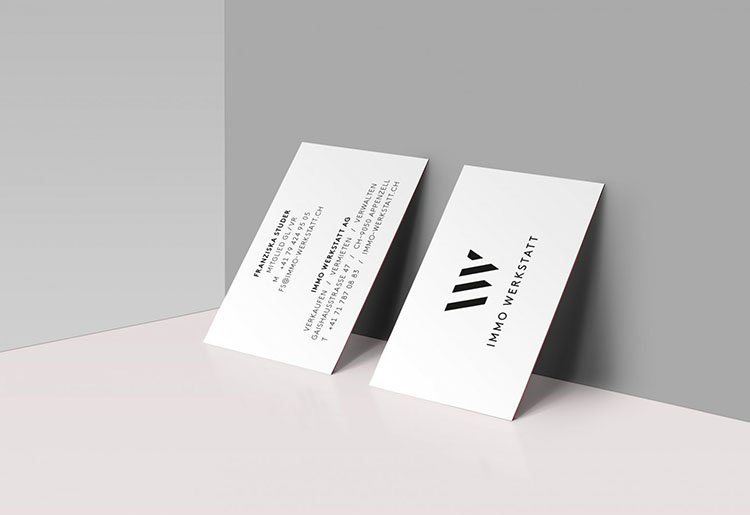 FRANZISKA STUDER
MITGLIED GL/VR
M +41 79 424 95 05
FS@IMMO-WERKSTATT.CH
IMMO WERKSTATT AG
VERKAUFEN / VERMIETEN / VERWALTEN
GAISHAUSSTRASSE 47 / CH-9050 APPENZELL
T +41 71 787 08 83 / IMMO-WERKSTATT.CH
IMMO WERKSTATT